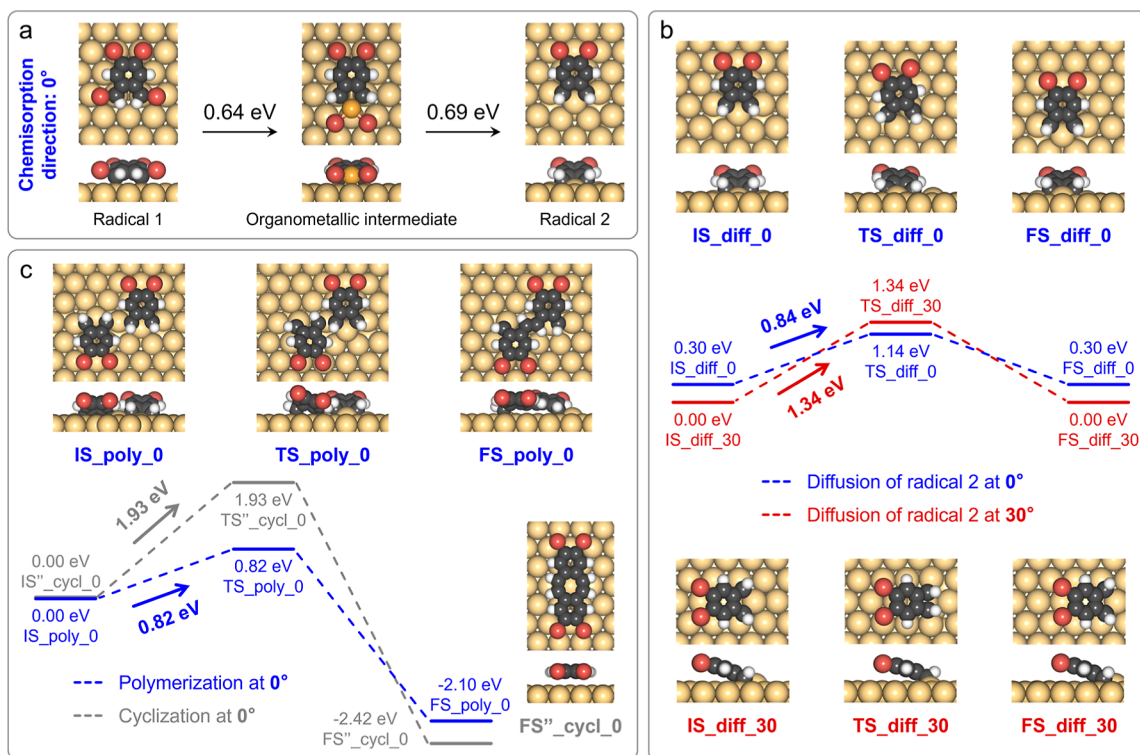 a
Chemisorption
direction: 0°
0.64 eV
0.69 eV
Radical 1
Organometallic intermediate
Radical 2
b
IS_diff_0
TS_diff_0
FS_diff_0
1.34 eV
TS_diff_30
0.84 eV
0.30 eV
IS_diff_0
1.14 eV
TS_diff_0
0.30 eV
FS_diff_0
1.34 eV
0.00 eV
IS_diff_30
0.00 eV
FS_diff_30
Diffusion of radical 2 at 0°
Diffusion of radical 2 at 30°
IS_diff_30
TS_diff_30
FS_diff_30
c
IS_poly_0
TS_poly_0
FS_poly_0
1.93 eV
1.93 eV
TS”_cycl_0
0.00 eV
IS”_cycl_0
0.82 eV
TS_poly_0
0.00 eV
IS_poly_0
0.82 eV
Polymerization at 0°
Cyclization at 0°
-2.10 eV
FS_poly_0
-2.42 eV
FS”_cycl_0
FS”_cycl_0